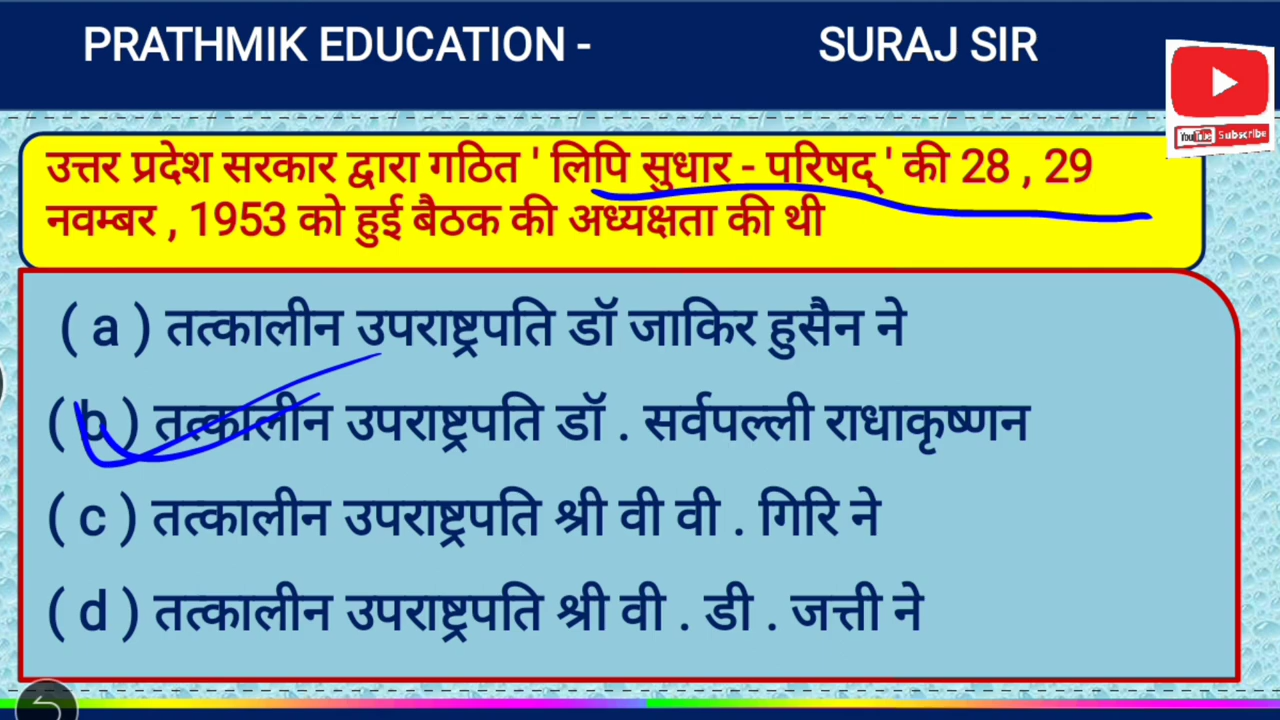 PRATHMIK EDUCATION - SURAJ SIR
YouTube Subscribe
उत्तर प्रदेश सरकार द्वारा गठित ' लिपि सुधार - परिषद् ' की 28 , 29
नवम्बर , 1953 को हुई बैठक की अध्यक्षता की थी
( a ) तत्कालीन उपराष्ट्रपति डॉ जाकिर हुसैन ने
( b ) तत्कालीन उपराष्ट्रपति डॉ . सर्वपल्ली राधाकृष्णन
( c ) तत्कालीन उपराष्ट्रपति श्री वी वी . गिरि ने
( d ) तत्कालीन उपराष्ट्रपति श्री वी . डी . जत्ती ने